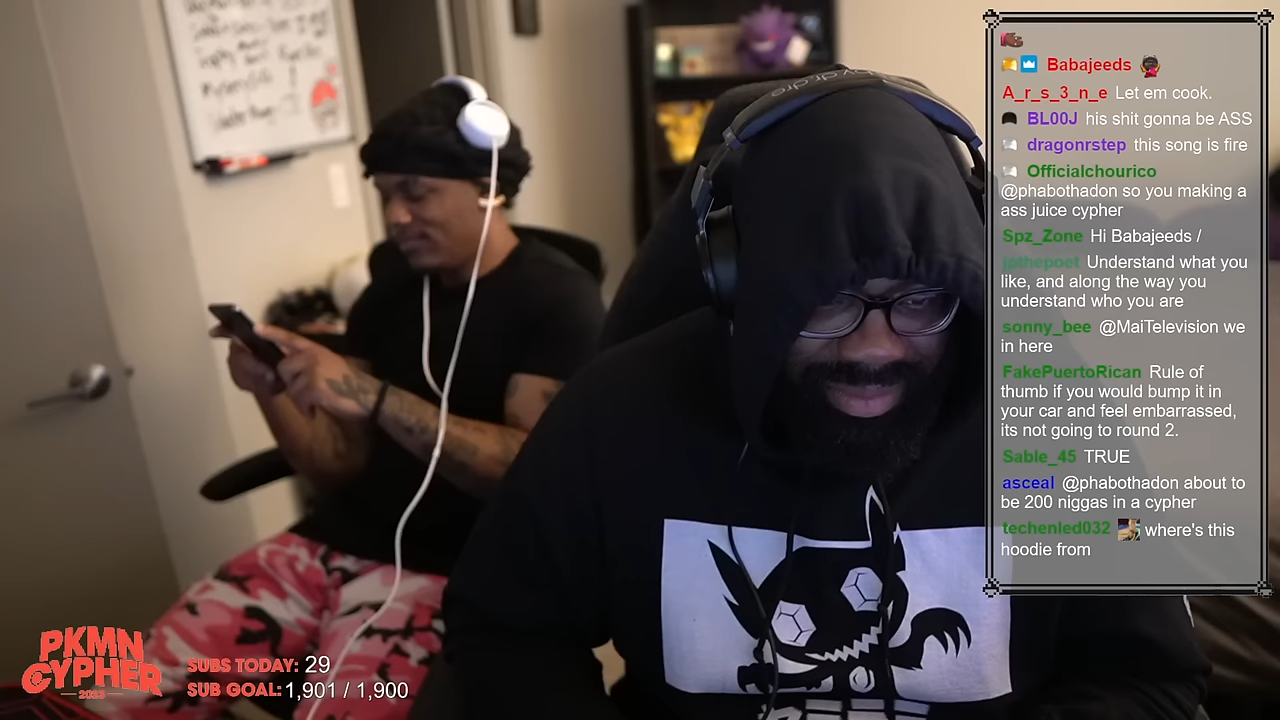 Babajeeds
A_r_s_3_n_e Let em cook.
BL00J his shit gonna be ASS
dragonrstep this song is fire
Officialchourico
@phabothadon so you making a
ass juice cypher
Spz_Zone Hi Babajeeds /
jpthepoet Understand what you
like, and along the way you
understand who you are
sonny_bee @MaiTelevision we
in here
FakePuertoRican Rule of
thumb if you would bump it in
your car and feel embarrassed,
its not going to round 2.
Sable_45 TRUE
asceal @phabothadon about to
be 200 niggas in a cypher
techenled032 where's this
hoodie from
PKMN
CYPHER
2023
SUBS TODAY: 29
SUB GOAL: 1,901 / 1,900